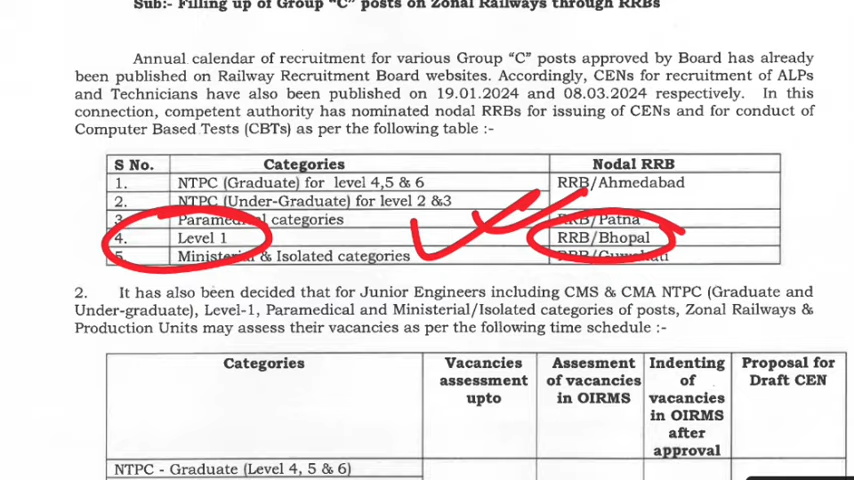 Sub:- Filling up of Group "C" posts on Zonal Railways through RRBs
Annual calendar of recruitment for various Group "C" posts approved by Board has already
been published on Railway Recruitment Board websites. Accordingly, CENs for recruitment of ALPs
and Technicians have also been published on 19.01.2024 and 08.03.2024 respectively. In this
connection, competent authority has nominated nodal RRBs for issuing of CENs and for conduct of
Computer Based Tests (CBTs) as per the following table :-
S No. Categories Nodal RRB
1. NTPC (Graduate) for level 4,5 & 6 RRB/Ahmedabad
2. NTPC (Under-Graduate) for level 2 &3
3. Paramedical categories RRB/Patna
4. Level 1 RRB/Bhopal
5. Ministerial & Isolated categories RRB/Guwahati
2. It has also been decided that for Junior Engineers including CMS & CMA NTPC (Graduate and
Under-graduate), Level-1, Paramedical and Ministerial/Isolated categories of posts, Zonal Railways &
Production Units may assess their vacancies as per the following time schedule :-
Categories Vacancies assessment upto Assesment of vacancies in OIRMS Indenting of vacancies in OIRMS after approval Proposal for Draft CEN
NTPC - Graduate (Level 4, 5 & 6)